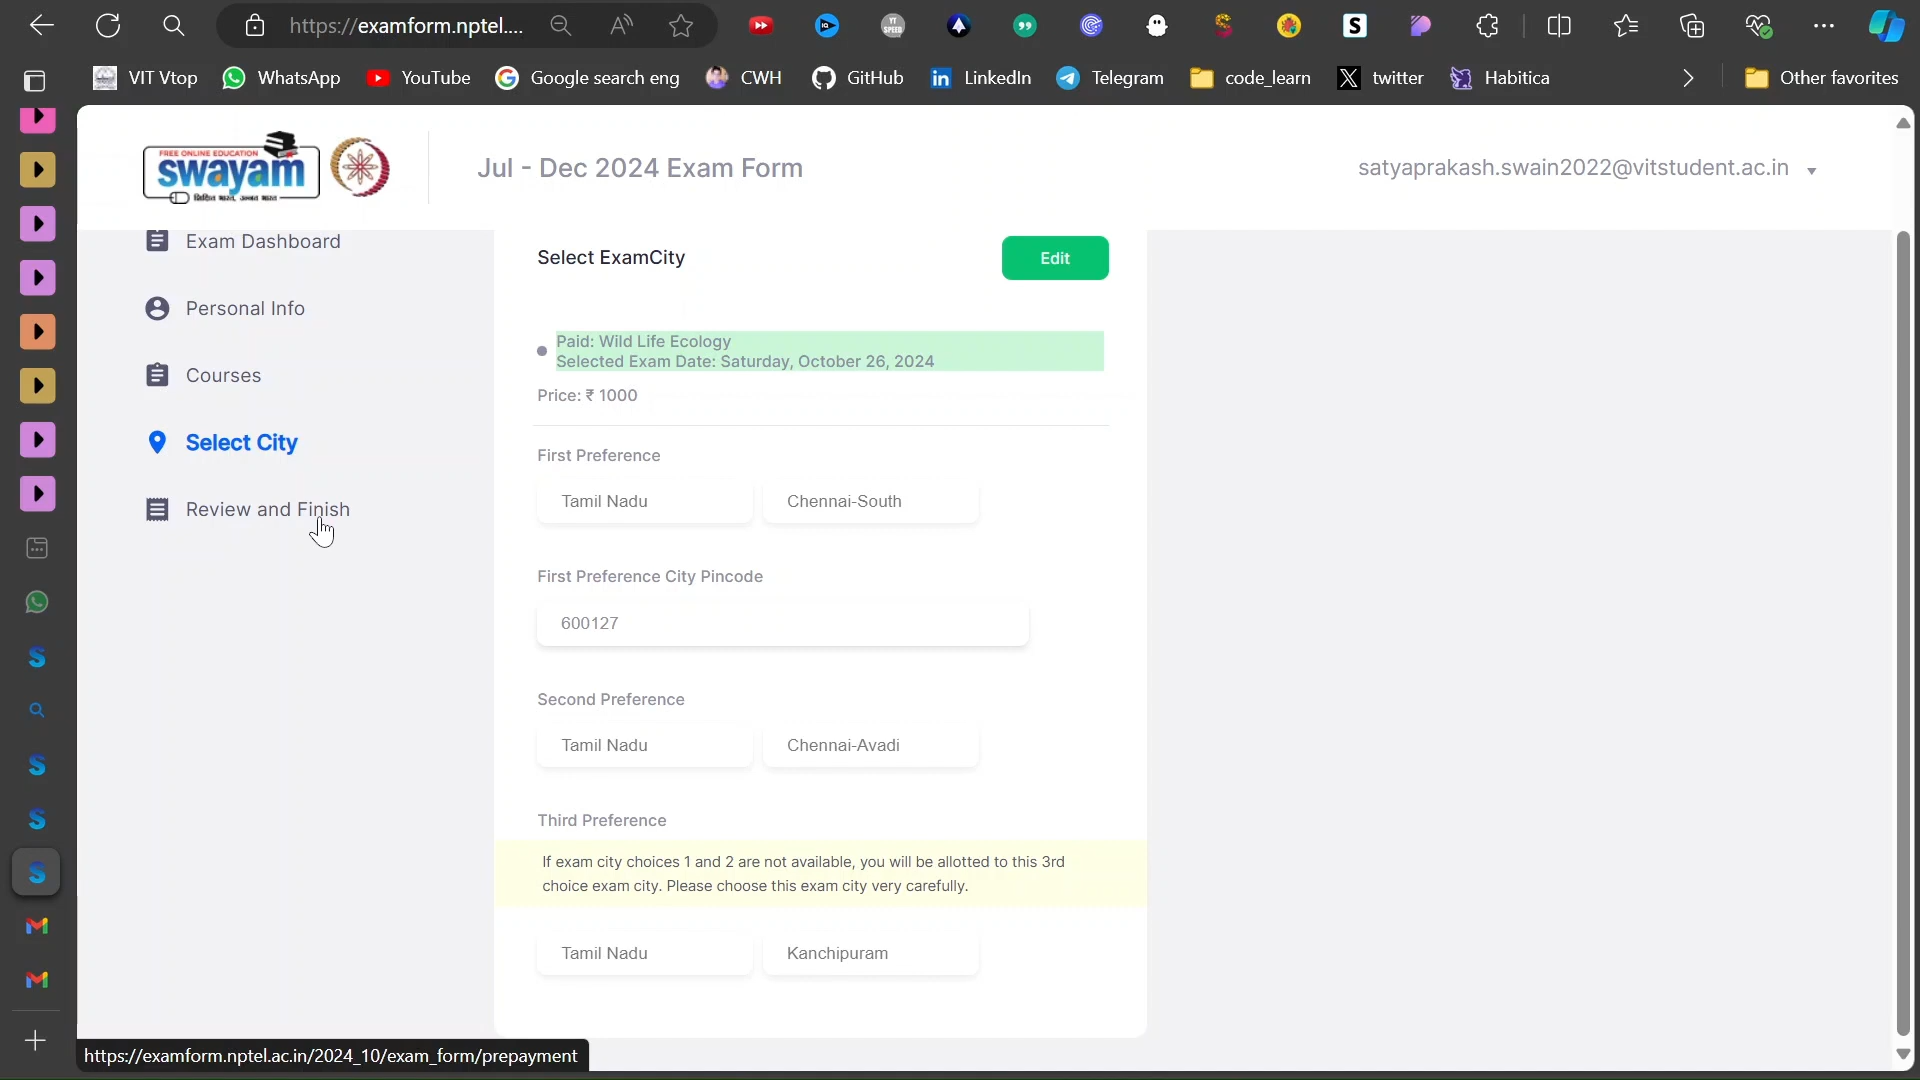 https://examform.nptel....
VIT Vtop
WhatsApp
YouTube
Google search eng
CWH
GitHub
LinkedIn
Telegram
code_learn
twitter
Habitica
Other favorites
FREE ONLINE EDUCATION
swayam
Jul - Dec 2024 Exam Form
satyaprakash.swain2022@vitstudent.ac.in
Exam Dashboard
Personal Info
Courses
Select City
Review and Finish
Select ExamCity
Edit
Paid: Wild Life Ecology
Selected Exam Date: Saturday, October 26, 2024
Price: ₹ 1000
First Preference
Tamil Nadu
Chennai-South
First Preference City Pincode
600127
Second Preference
Tamil Nadu
Chennai-Avadi
Third Preference
If exam city choices 1 and 2 are not available, you will be allotted to this 3rd
choice exam city. Please choose this exam city very carefully.
Tamil Nadu
Kanchipuram
https://examform.nptel.ac.in/2024_10/exam_form/prepayment